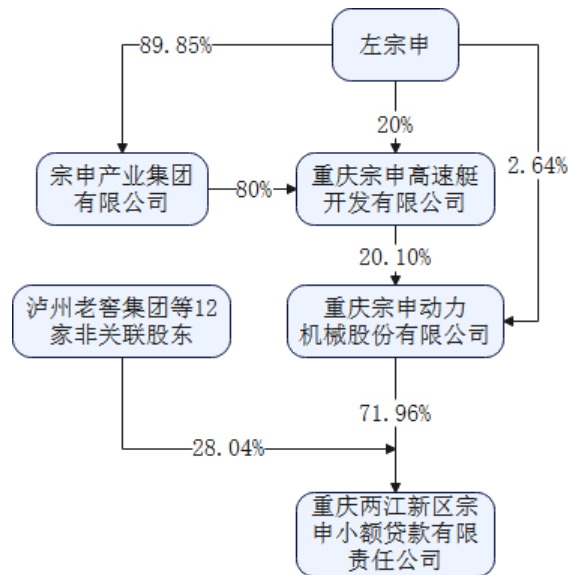 89.85%
左宗申
20%
2.64%
宗申产业集团
有限公司
80%
重庆宗申高速艇
开发有限公司
20.10%
泸州老窖集团等12
家非关联股东
重庆宗申动力
机械股份有限公司
71.96%
28.04%
重庆两江新区宗
申小额贷款有限
责任公司